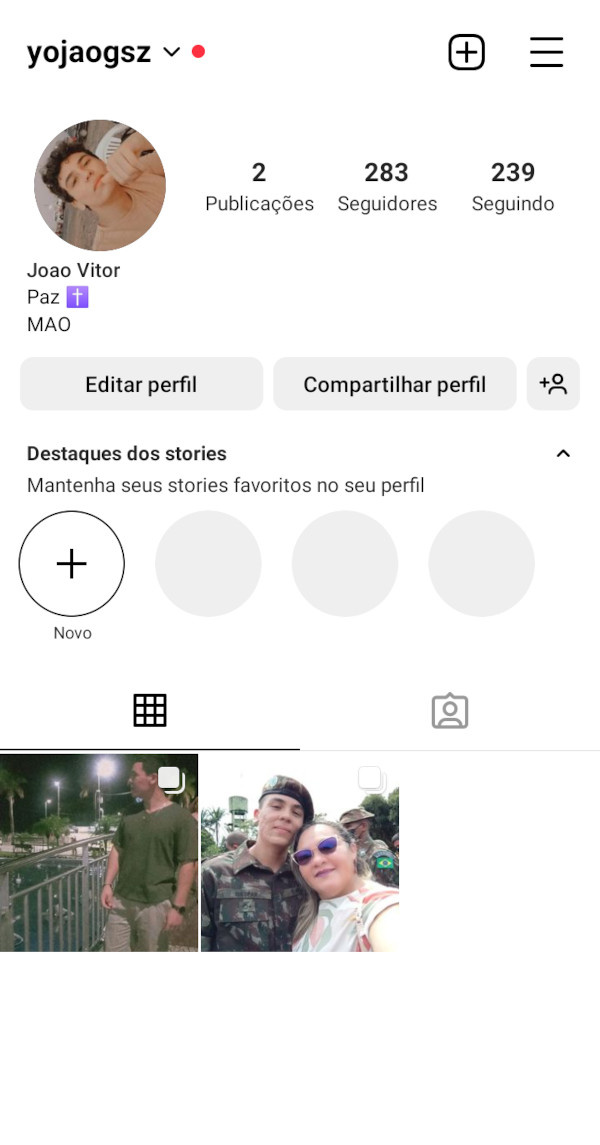 yojaogsz
2 283 239
Publicações Seguidores Seguindo
Joao Vitor
Paz ✝️
MAO
Editar perfil Compartilhar perfil
Destaques dos stories
Mantenha seus stories favoritos no seu perfil
Novo